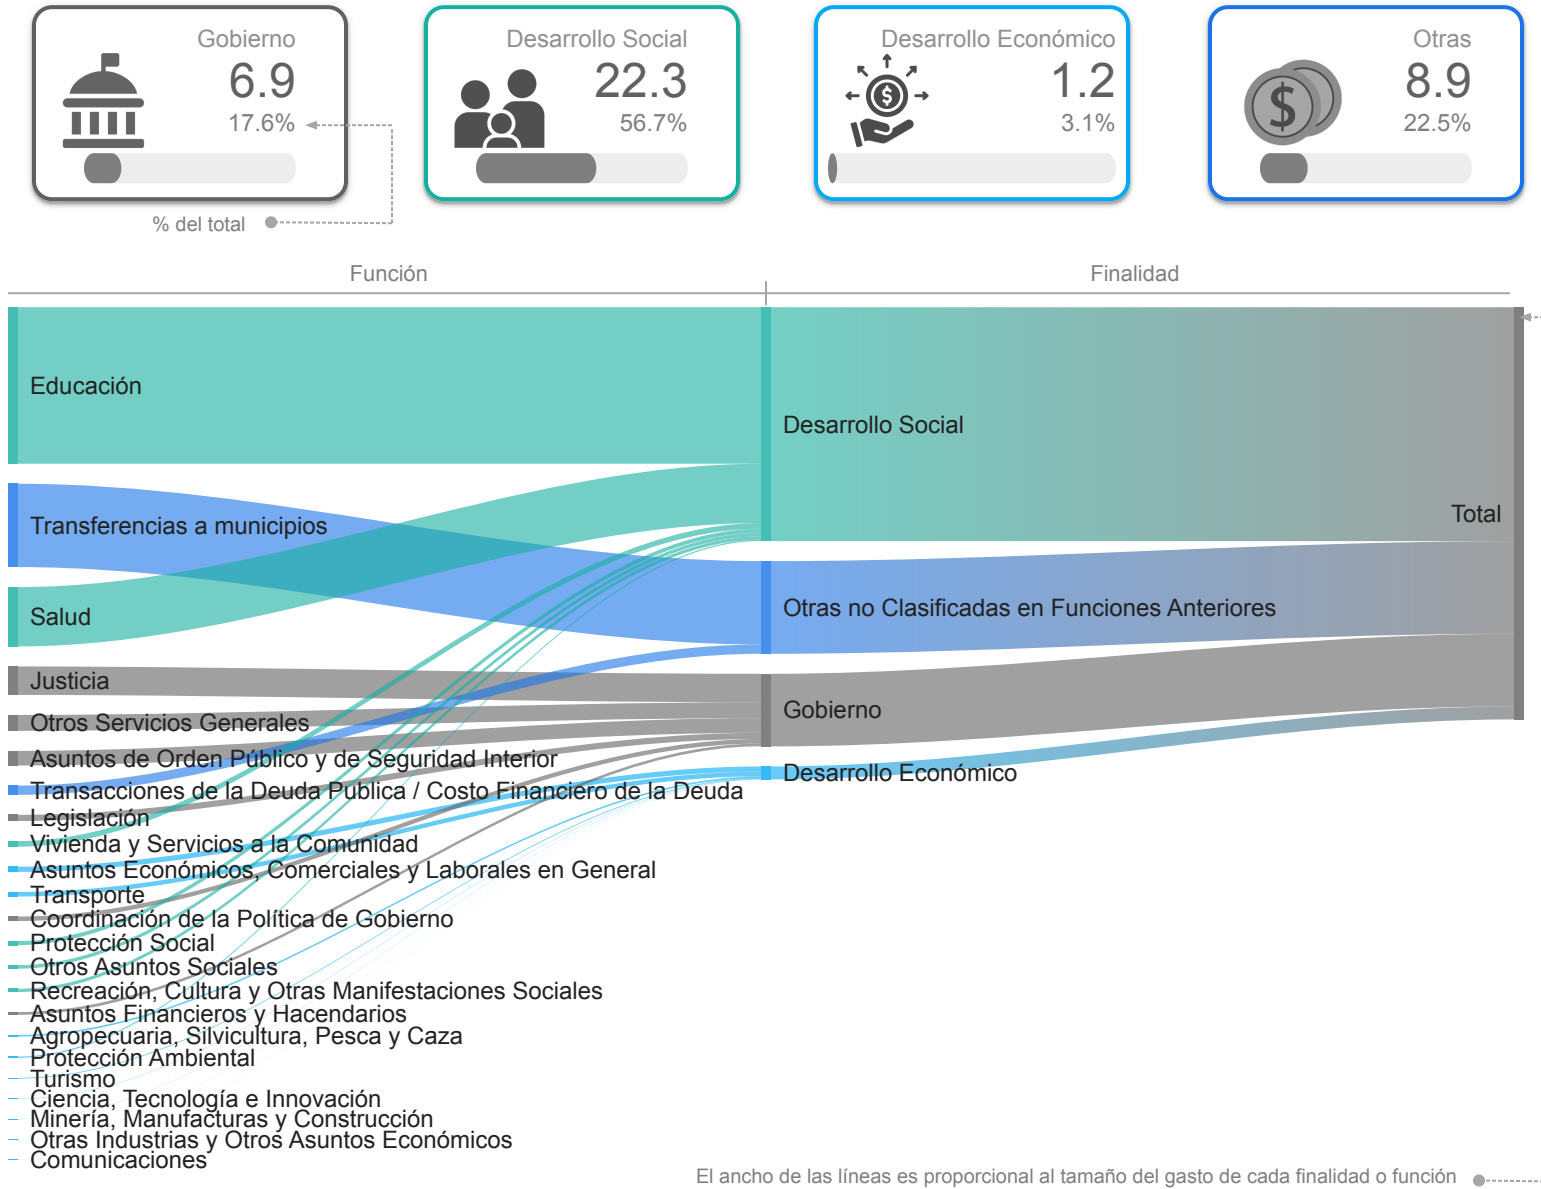 Gobierno
6.9
17.6%
Desarrollo Social
22.3
56.7%
Desarrollo Económico
1.2
3.1%
Otras
8.9
22.5%
% del total
Función
Finalidad
Educación
Desarrollo Social
Total
Transferencias a municipios
Otras no Clasificadas en Funciones Anteriores
Salud
Justicia
Gobierno
Otros Servicios Generales
Asuntos de Orden Público y de Seguridad Interior
Desarrollo Económico
Transacciones de la Deuda Publica / Costo Financiero de la Deuda
Legislación
Vivienda y Servicios a la Comunidad
Asuntos Económicos, Comerciales y Laborales en General
Transporte
Coordinación de la Política de Gobierno
Protección Social
Otros Asuntos Sociales
Recreación, Cultura y Otras Manifestaciones Sociales
Asuntos Financieros y Hacendarios
Agropecuaria, Silvicultura, Pesca y Caza
Protección Ambiental
Turismo
Ciencia, Tecnología e Innovación
Minería, Manufacturas y Construcción
Otras Industrias y Otros Asuntos Económicos
Comunicaciones
El ancho de las líneas es proporcional al tamaño del gasto de cada finalidad o función